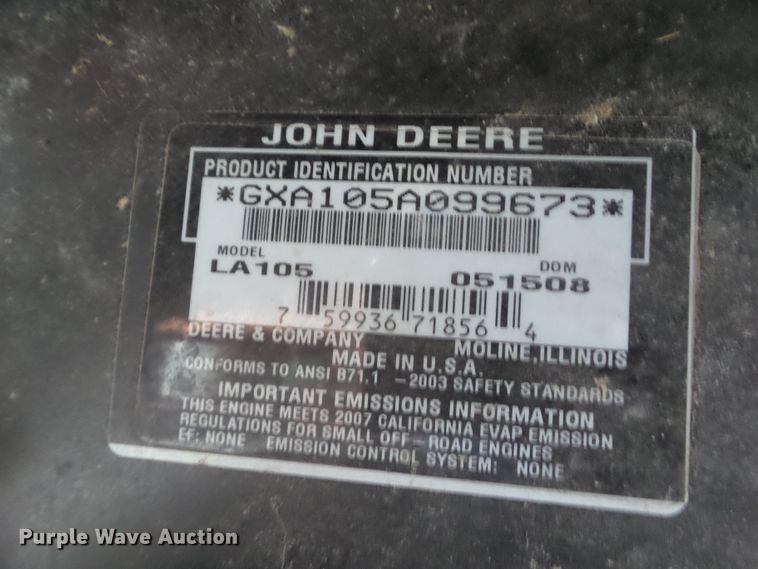 JOHN DEERE
PRODUCT IDENTIFICATION NUMBER
*GXA105A099673*
MODEL DOM
LA105 051508
7 59936 71856 4
DEERE & COMPANY MOLINE, ILLINOIS
MADE IN U.S.A.
CONFORMS TO ANSI B71.1 -2003 SAFETY STANDARDS
IMPORTANT EMISSIONS INFORMATION
THIS ENGINE MEETS 2007 CALIFORNIA EVAP EMISSION
REGULATIONS FOR SMALL OFF-ROAD ENGINES
EF: NONE EMISSION CONTROL SYSTEM: NONE
Purple Wave Auction